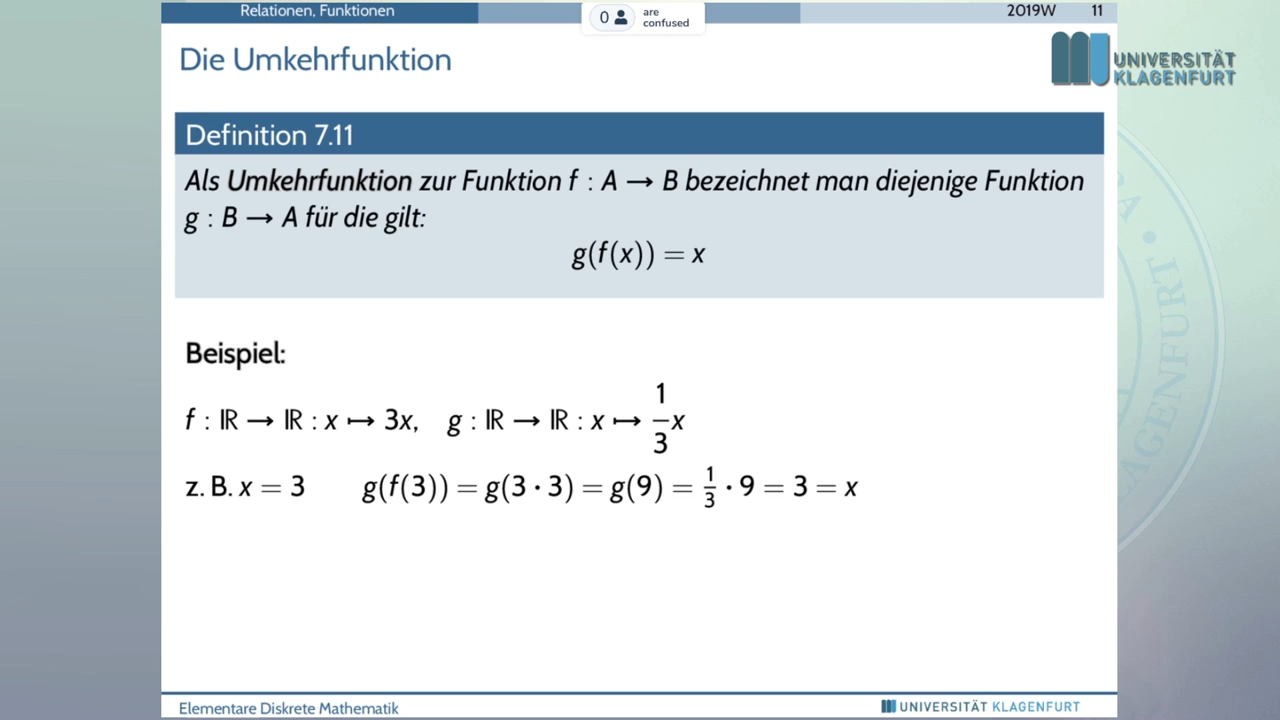 Relationen, Funktionen
0 are confused
2019W 11
Die Umkehrfunktion
UNIVERSITÄT
KLAGENFURT
Definition 7.11
Als Umkehrfunktion zur Funktion f : A → B bezeichnet man diejenige Funktion
g : B → A für die gilt:
g(f(x)) = x
Beispiel:
f : ℝ → ℝ : x ↦ 3x, g : ℝ → ℝ : x ↦ 1/3 x
z. B. x = 3 g(f(3)) = g(3 · 3) = g(9) = 1/3 · 9 = 3 = x
Elementare Diskrete Mathematik
UNIVERSITÄT KLAGENFURT
KLAGENFURT